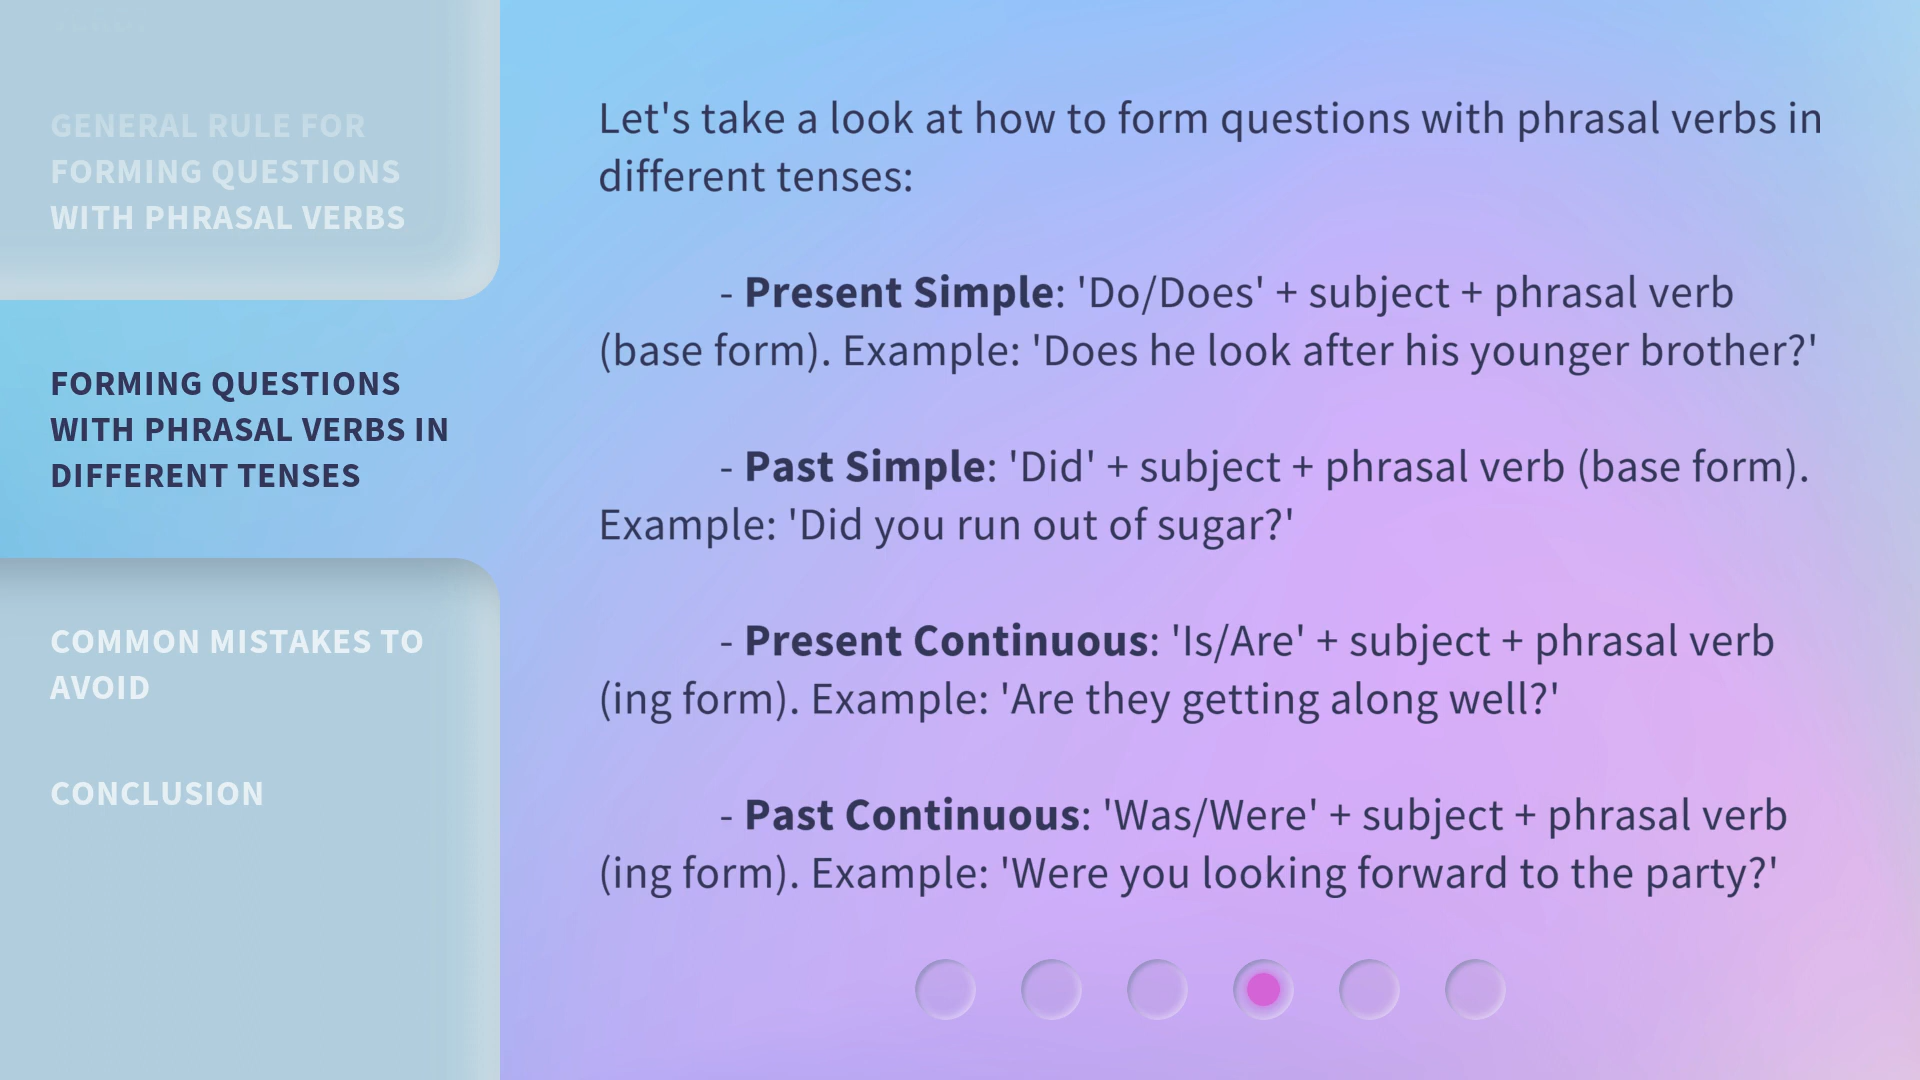 GENERAL RULE FOR
FORMING QUESTIONS
WITH PHRASAL VERBS
FORMING QUESTIONS
WITH PHRASAL VERBS IN
DIFFERENT TENSES
COMMON MISTAKES TO
AVOID
CONCLUSION
Let's take a look at how to form questions with phrasal verbs in
different tenses:
- Present Simple: 'Do/Does' + subject + phrasal verb
(base form). Example: 'Does he look after his younger brother?'
- Past Simple: 'Did' + subject + phrasal verb (base form).
Example: 'Did you run out of sugar?'
- Present Continuous: 'Is/Are' + subject + phrasal verb
(ing form). Example: 'Are they getting along well?'
- Past Continuous: 'Was/Were' + subject + phrasal verb
(ing form). Example: 'Were you looking forward to the party?'